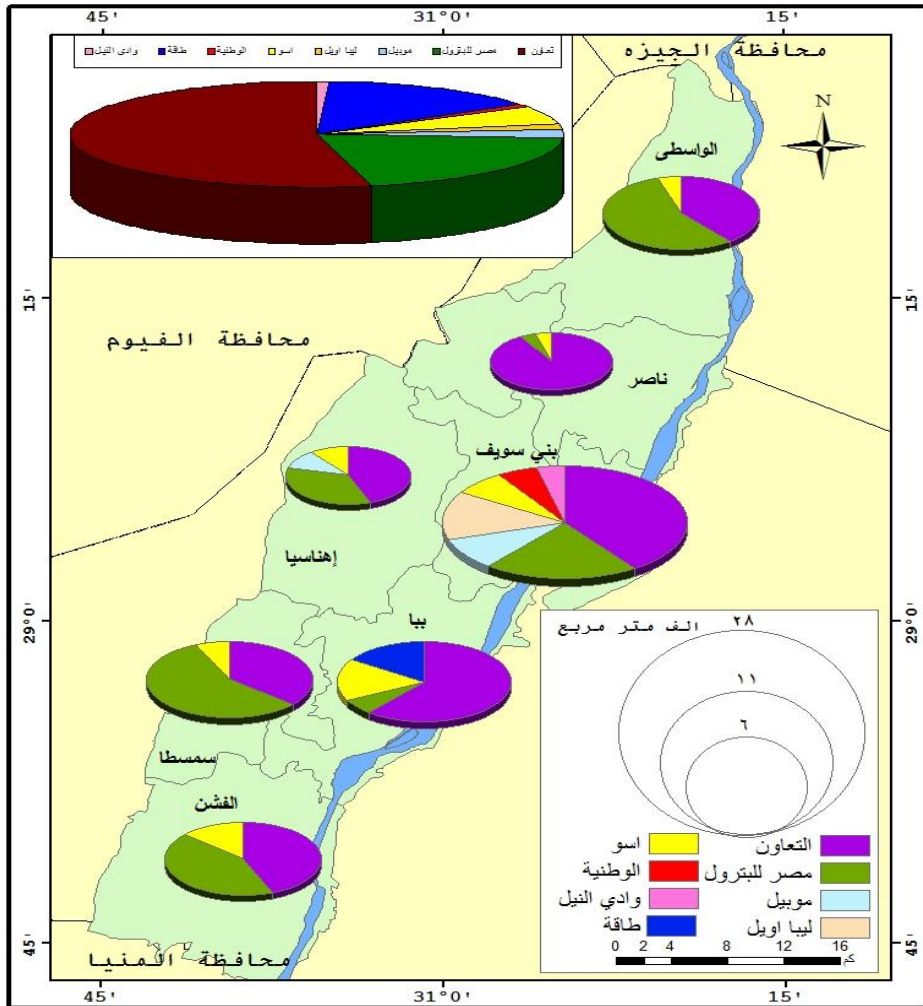 45' 31°0' 15'
وادى النيل طاقة الوطنية اسو ليبا اويل موبيل مصر للبترول تعاون
محافظة الجيزه
N
الواسطى
15' 15'
محافظة الفيوم
ناصر
بني سويف
إهناسيا
29°0' 29°0'
ببا
الف متر مربع
٢٨
١١
٦
سمسطا
الفشن
التعاون اسو
مصر للبترول الوطنية
موبيل وادي النيل
ليبا اويل طاقة
0 2 4 8 12 16
كم
45' 45'
محافظة المنيا
45' 31°0' 15'